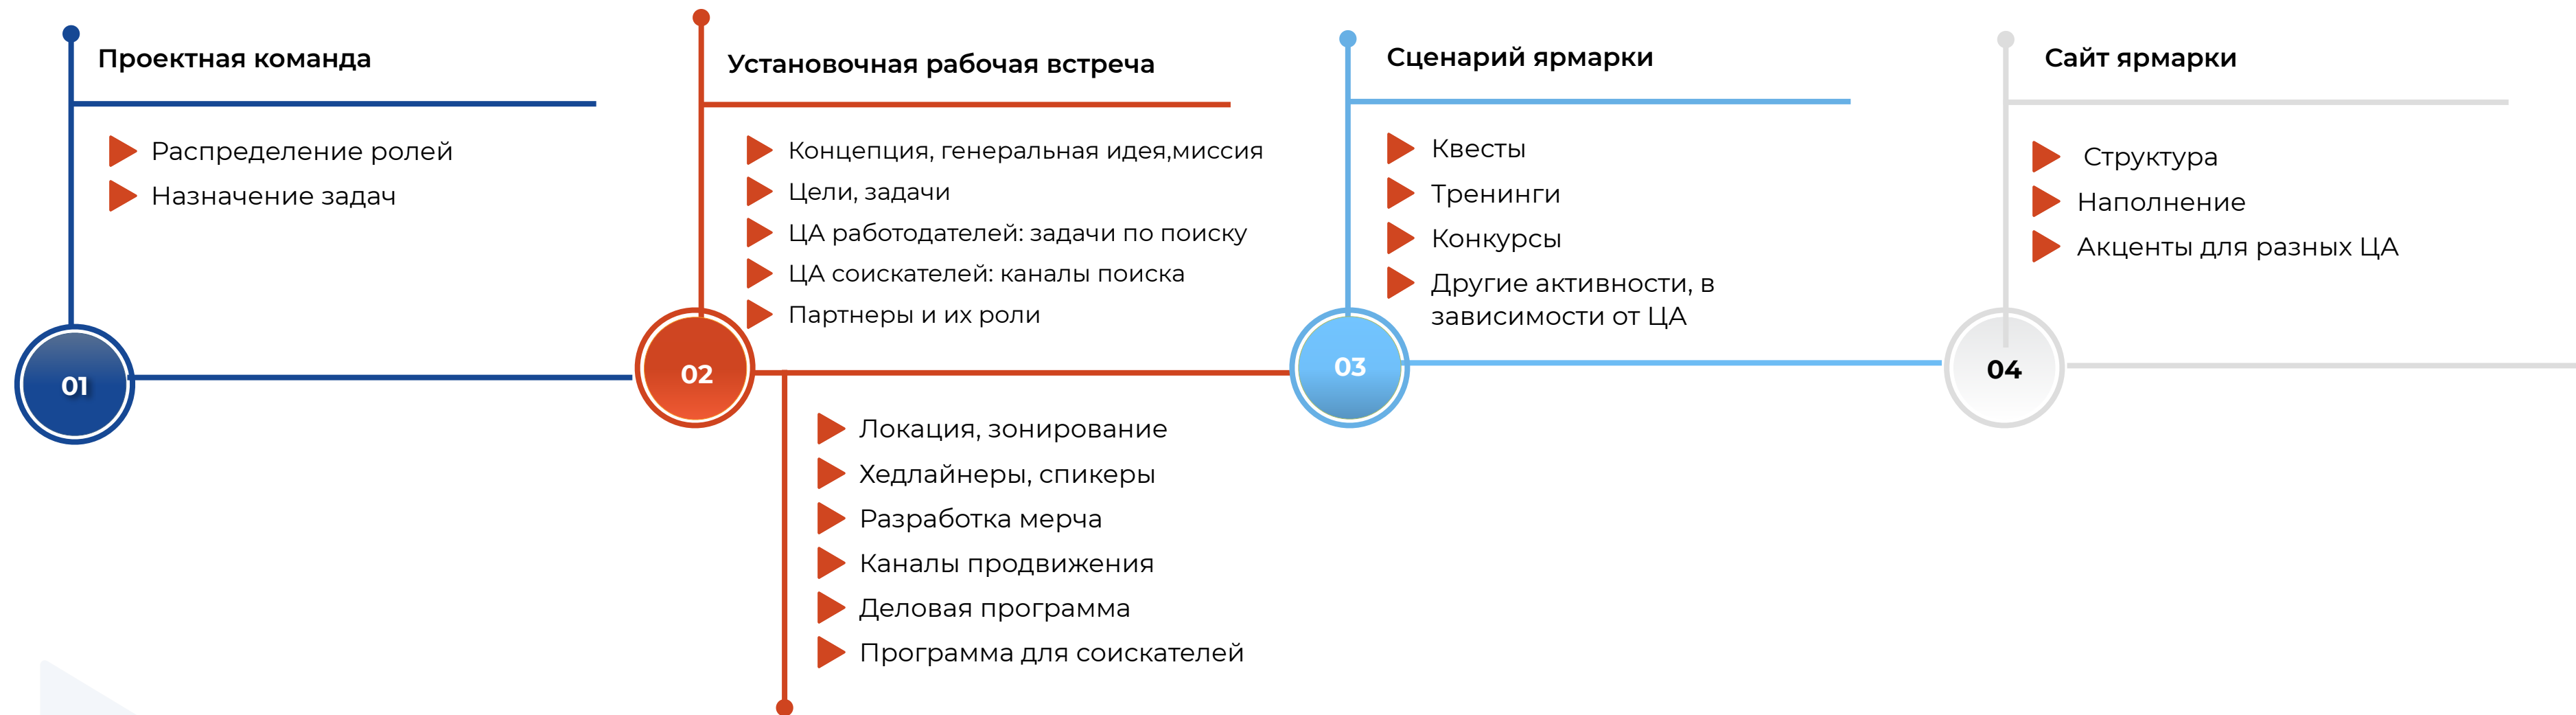 Проектная команда
Распределение ролей
Назначение задач
01
Установочная рабочая встреча
Концепция, генеральная идея,миссия
Цели, задачи
ЦА работодателей: задачи по поиску
ЦА соискателей: каналы поиска
Партнеры и их роли
02
Локация, зонирование
Хедлайнеры, спикеры
Разработка мерча
Каналы продвижения
Деловая программа
Программа для соискателей
Сценарий ярмарки
Квесты
Тренинги
Конкурсы
Другие активности, в
зависимости от ЦА
03
Сайт ярмарки
Структура
Наполнение
Акценты для разных ЦА
04